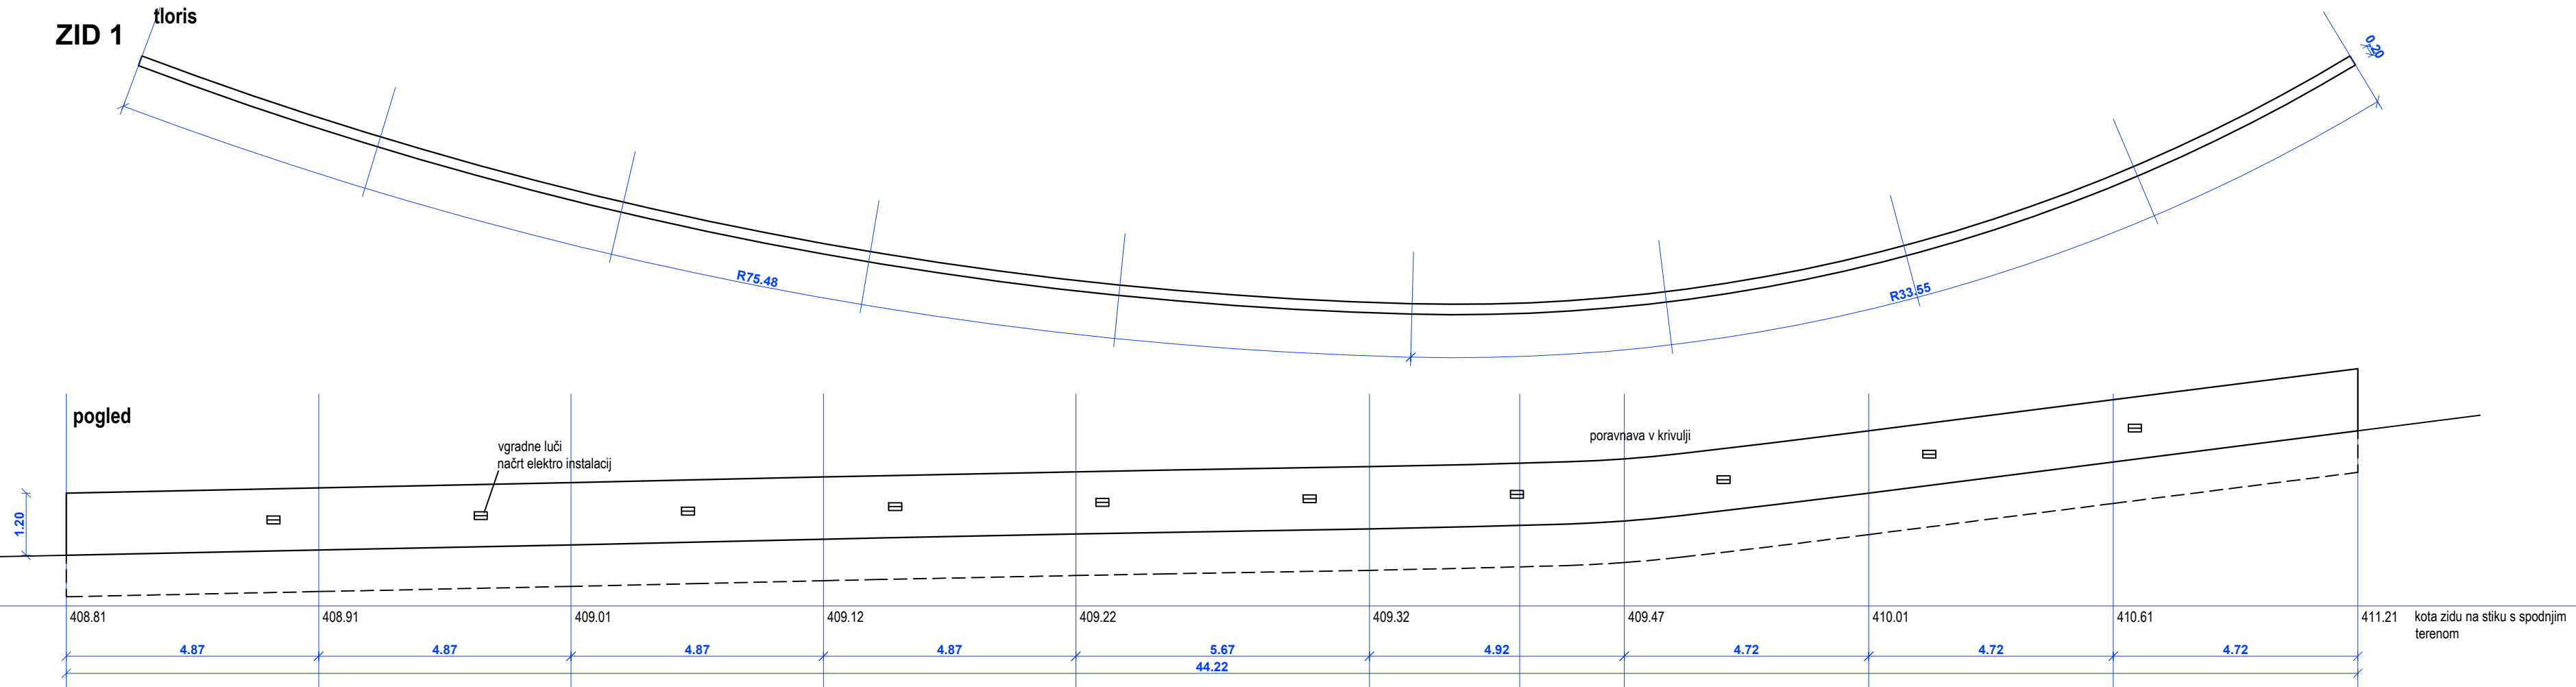 tloris
ZID 1
0.20
R75.48
R33.55
pogled
vgradne luči
načrt elektro instalacij
poravnava v krivulji
1.20
408.81 408.91 409.01 409.12 409.22 409.32 409.47 410.01 410.61 411.21 kota zidu na stiku s spodnjim
terenom
4.87 4.87 4.87 4.87 5.67 4.92 4.72 4.72 4.72
44.22